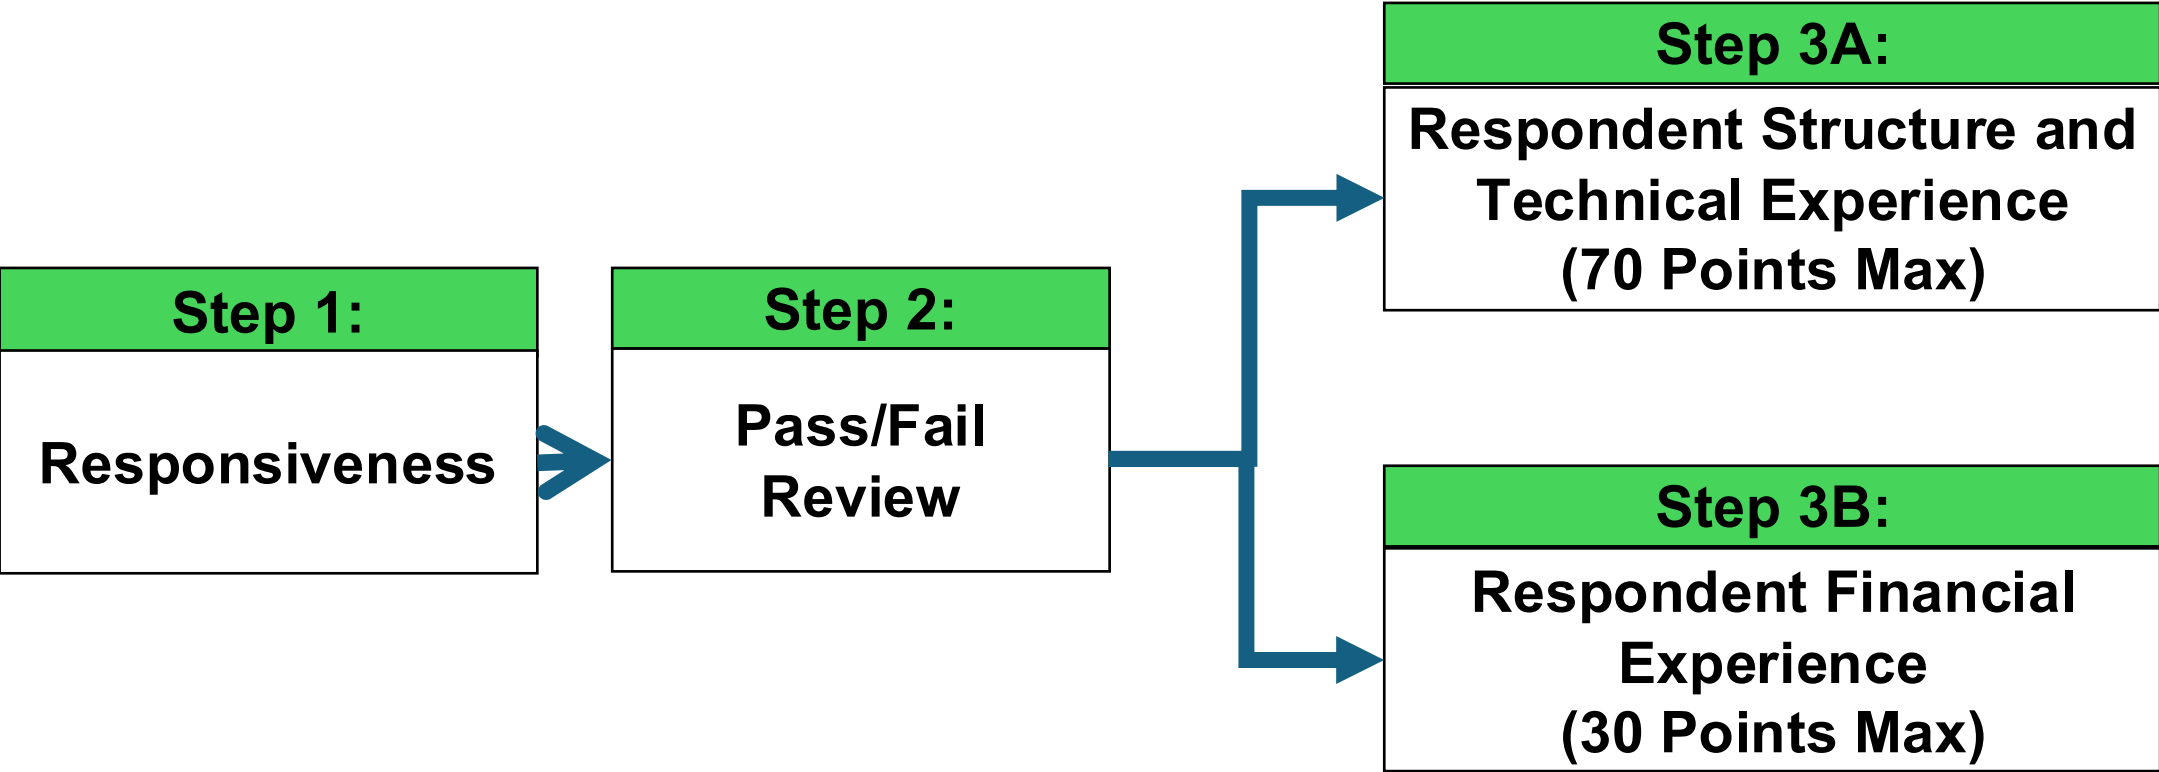 Step 1:
Responsiveness
Step 2:
Pass/Fail
Review
Step 3A:
Respondent Structure and
Technical Experience
(70 Points Max)
Step 3B:
Respondent Financial
Experience
(30 Points Max)